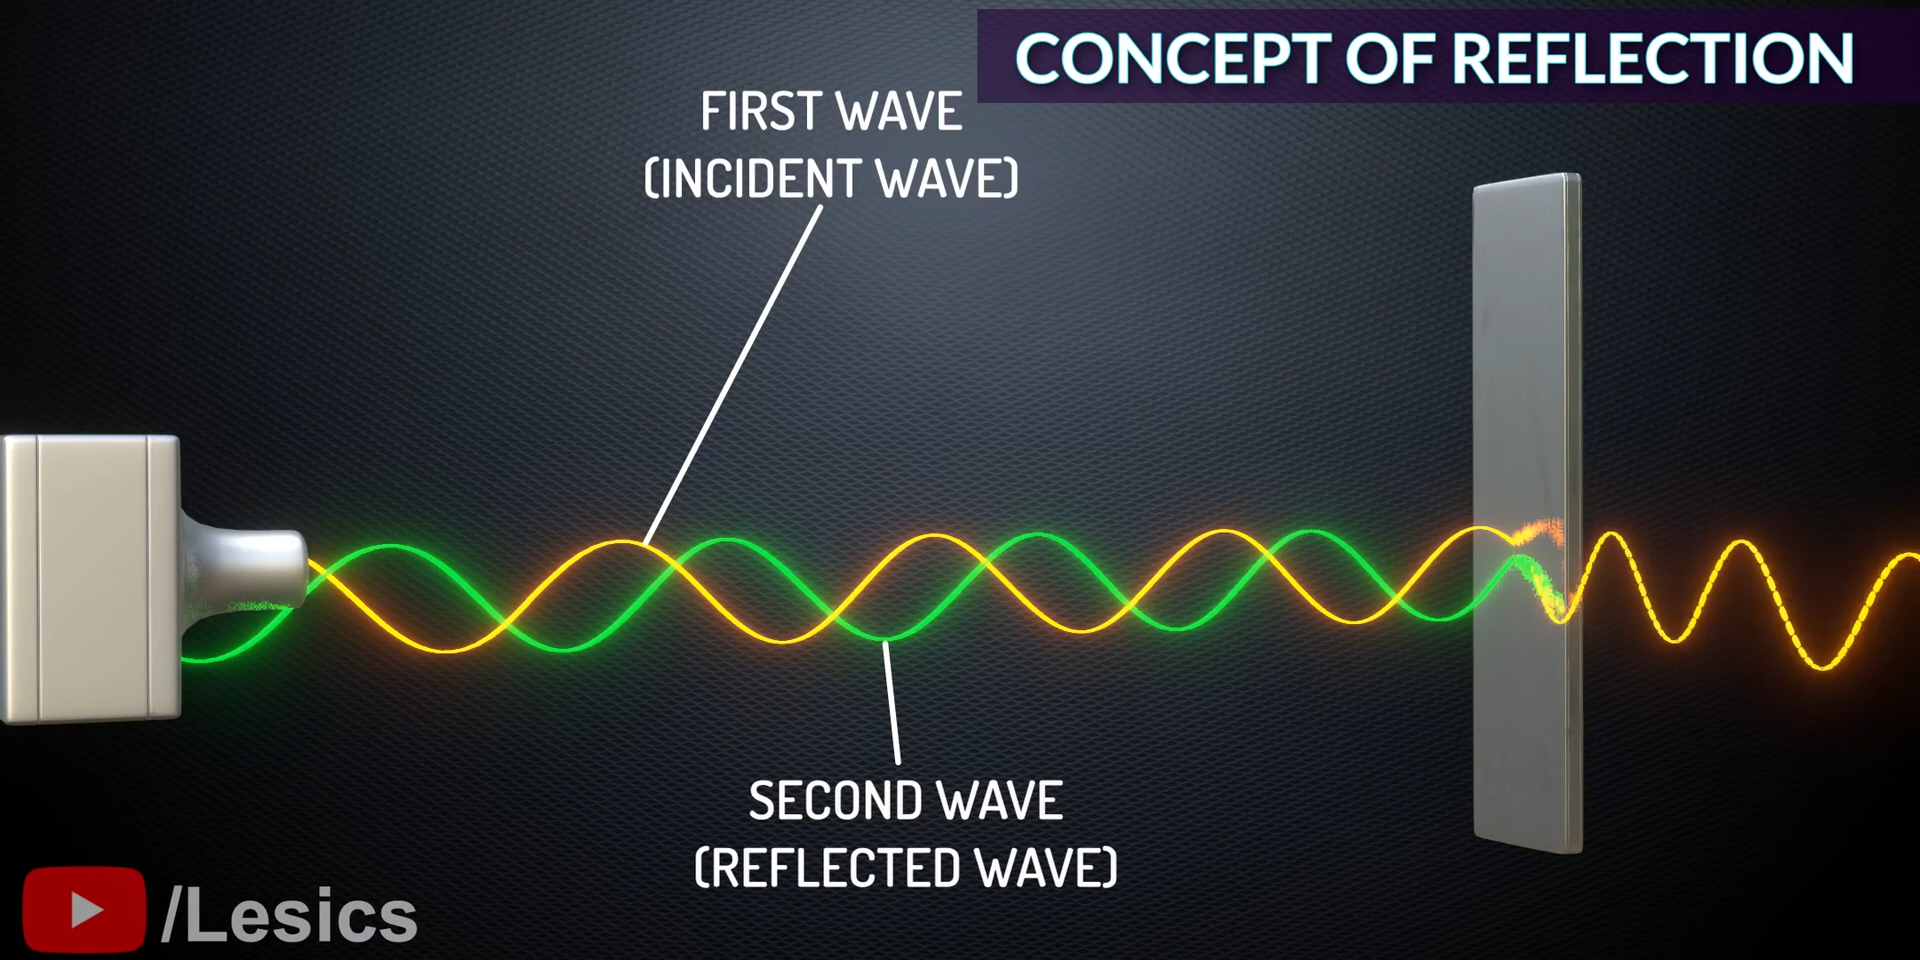 CONCEPT OF REFLECTION
FIRST WAVE
(INCIDENT WAVE)
SECOND WAVE
(REFLECTED WAVE)
/Lesics